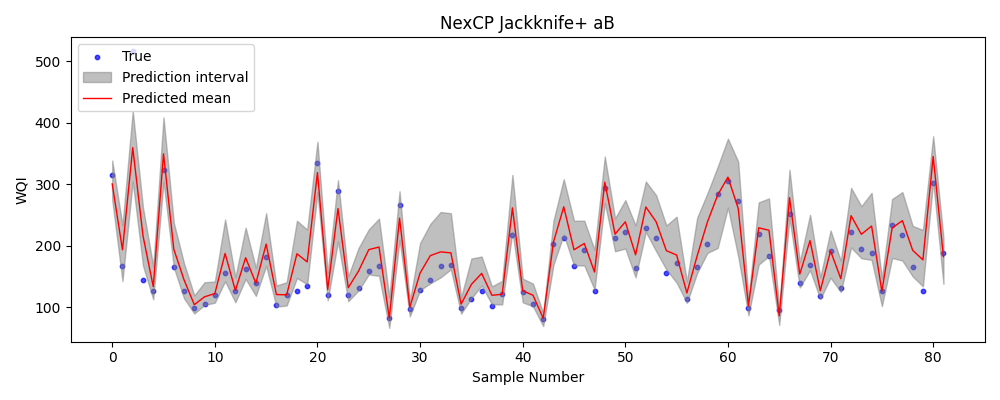 NexCP Jackknife+ aB
True
Prediction interval
Predicted mean
WQI
500
400
300
200
100
0 10 20 30 40 50 60 70 80
Sample Number